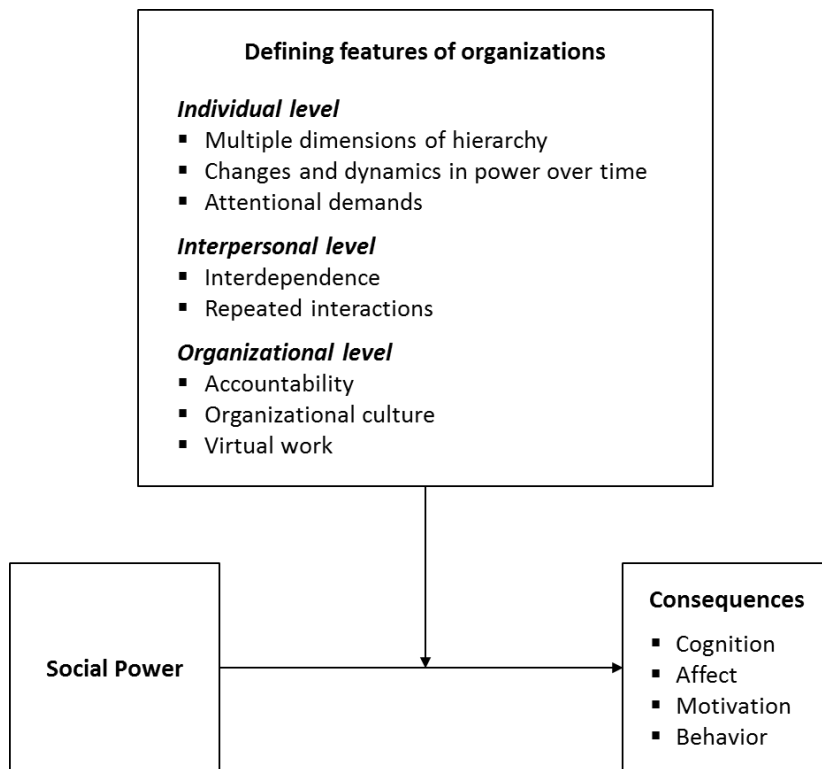 Defining features of organizations
Individual level
▪ Multiple dimensions of hierarchy
▪ Changes and dynamics in power over time
▪ Attentional demands
Interpersonal level
▪ Interdependence
▪ Repeated interactions
Organizational level
▪ Accountability
▪ Organizational culture
▪ Virtual work
Social Power
Consequences
▪ Cognition
▪ Affect
▪ Motivation
▪ Behavior